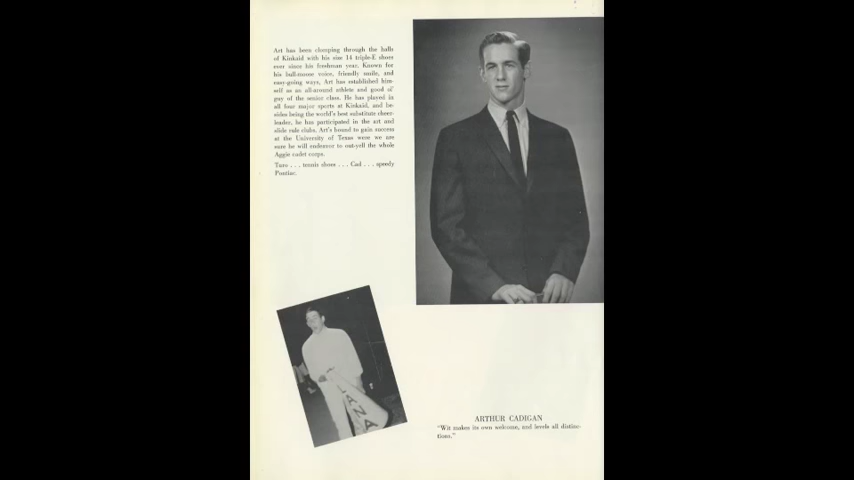 Art has been clomping through the halls
of Kinkaid with his size 14 triple-E shoes
ever since his freshman year. Known for
his bull-moose voice, friendly smile, and
easy-going ways, Art has established him-
self as an all-around athlete and good ol'
guy of the senior class. He has played in
all four major sports at Kinkaid, and be-
sides being the world's best substitute cheer-
leader, he has participated in the art and
slide rule clubs. Art's bound to gain success
at the University of Texas were we are
sure he will endeavor to out-yell the whole
Aggie cadet corps.
Taro . . . tennis shoes . . . Cad . . . speedy
Pontiac.
LANA
ARTHUR CADIGAN
"Wit makes its own welcome, and levels all distinc-
tions."